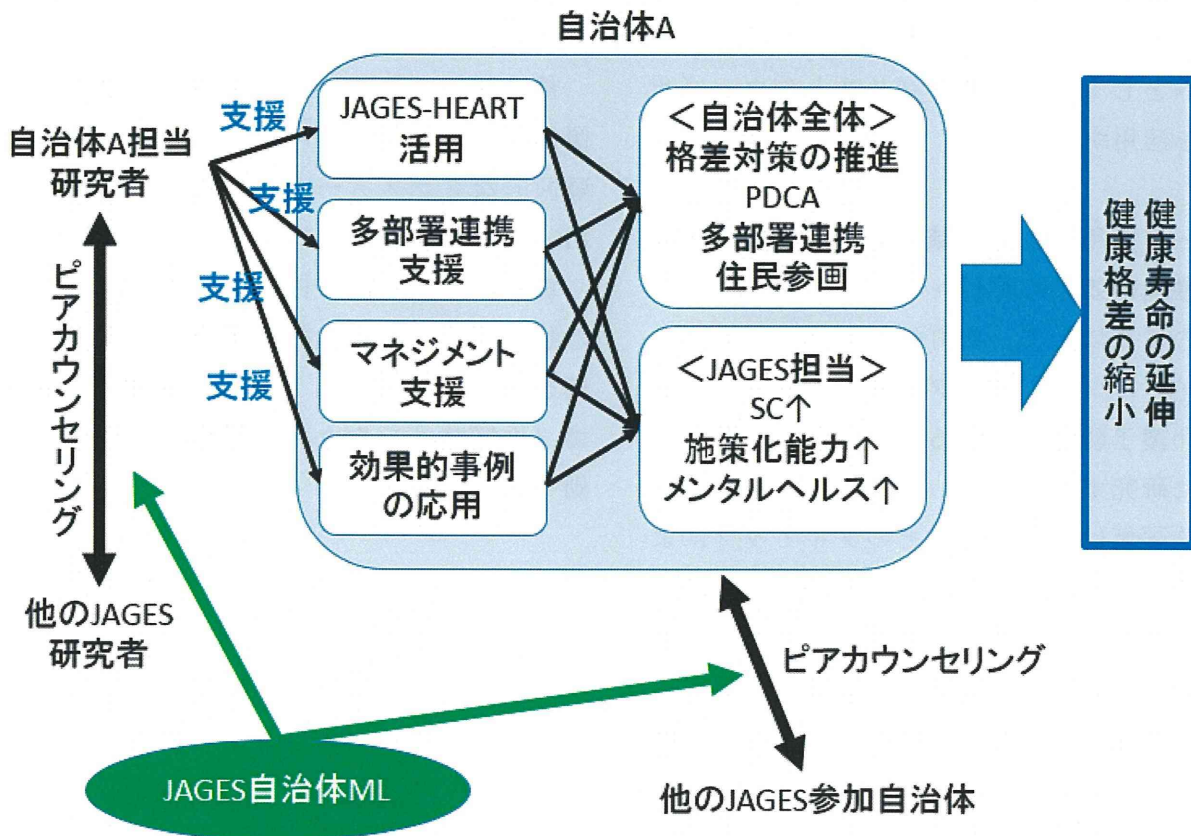 自治体A
支援
JAGES-HEART
活用
自治体A担当
研究者
支援
多部署連携
支援
支援
マネジメント
支援
支援
効果的事例
の応用
＜自治体全体＞
格差対策の推進
PDCA
多部署連携
住民参画
＜JAGES担当＞
SC↑
施策化能力↑
メンタルヘルス↑
健康寿命の延伸
健康格差の縮小
ピアカウンセリング
他のJAGES
研究者
ピアカウンセリング
JAGES自治体ML
他のJAGES参加自治体